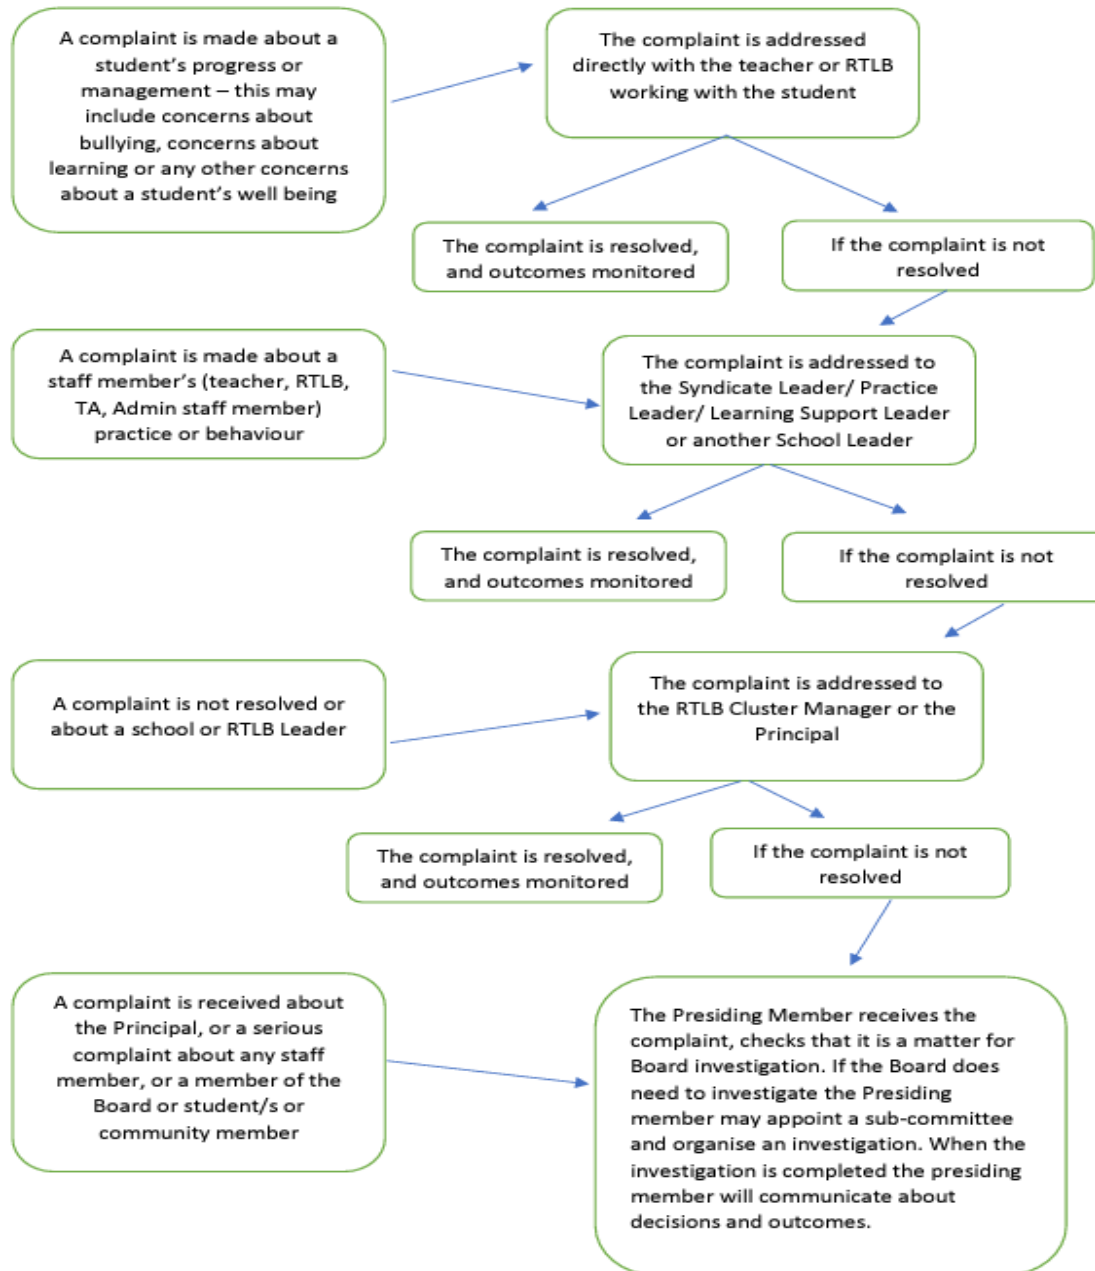 A complaint is made about a
student's progress or
management – this may
include concerns about
bullying, concerns about
learning or any other concerns
about a student's well being
The complaint is addressed
directly with the teacher or RTLB
working with the student
The complaint is resolved,
and outcomes monitored
If the complaint is not
resolved
A complaint is made about a
staff member's (teacher, RTLB,
TA, Admin staff member)
practice or behaviour
The complaint is addressed to
the Syndicate Leader/ Practice
Leader/ Learning Support Leader
or another School Leader
The complaint is resolved,
and outcomes monitored
If the complaint is not
resolved
A complaint is not resolved or
about a school or RTLB Leader
The complaint is addressed to
the RTLB Cluster Manager or the
Principal
The complaint is resolved,
and outcomes monitored
If the complaint is not
resolved
A complaint is received about
the Principal, or a serious
complaint about any staff
member, or a member of the
Board or student/s or
community member
The Presiding Member receives the
complaint, checks that it is a matter for
Board investigation. If the Board does
need to investigate the Presiding
member may appoint a sub-committee
and organise an investigation. When the
investigation is completed the presiding
member will communicate about
decisions and outcomes.